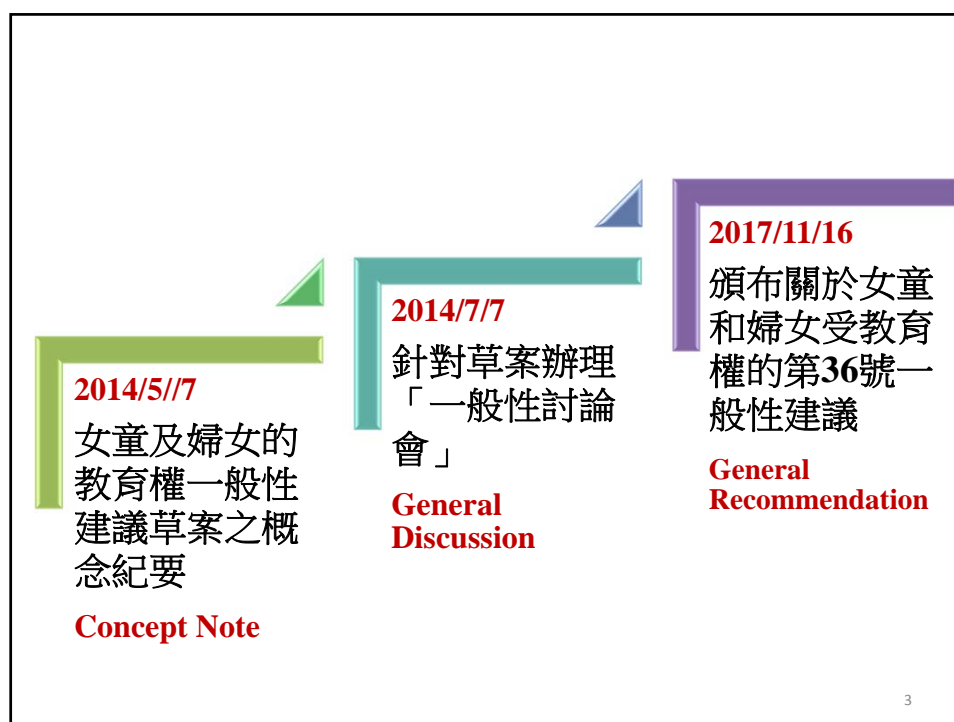 2014/5//7
女童及婦女的
教育權一般性
建議草案之概
念紀要
Concept Note
2014/7/7
針對草案辦理
「一般性討論
會」
General
Discussion
2017/11/16
頒布關於女童
和婦女受教育
權的第36號一
般性建議
General
Recommendation
3